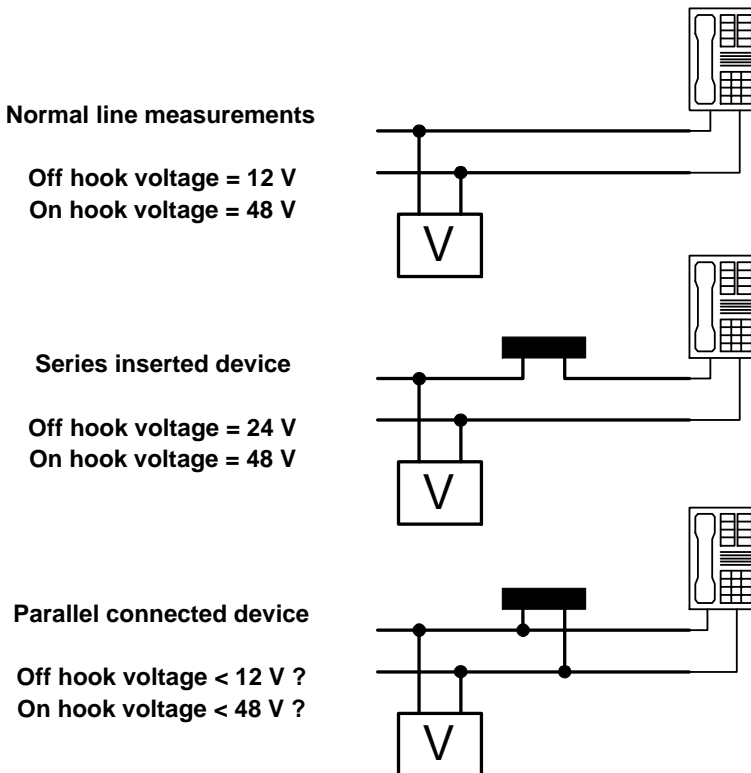 Normal line measurements
Off hook voltage = 12 V
On hook voltage = 48 V
V
Series inserted device
Off hook voltage = 24 V
On hook voltage = 48 V
V
Parallel connected device
Off hook voltage < 12 V ?
On hook voltage < 48 V ?
V